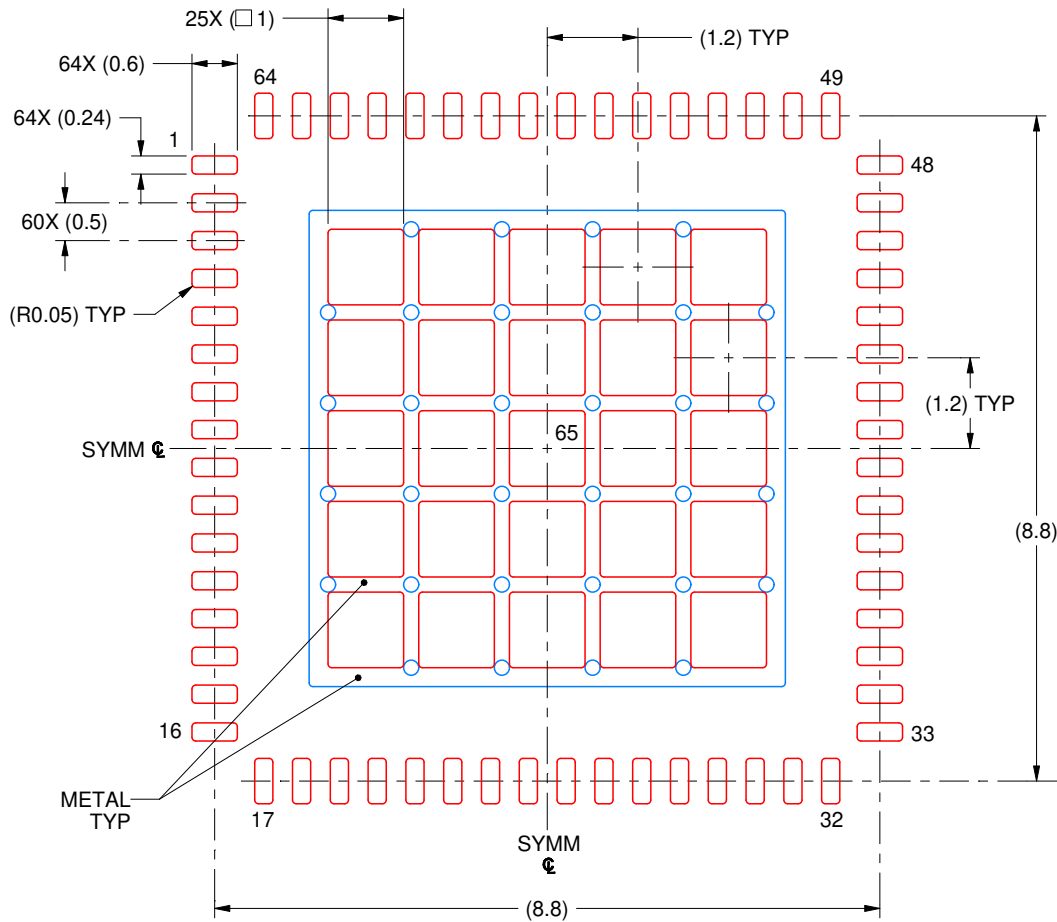 25X (□ 1)
(1.2) TYP
64X (0.6)
64
49
64X (0.24)
1
48
60X (0.5)
(R0.05) TYP
(1.2) TYP
65
SYMM ℄
(8.8)
16
33
METAL
TYP
17
32
SYMM
℄
(8.8)